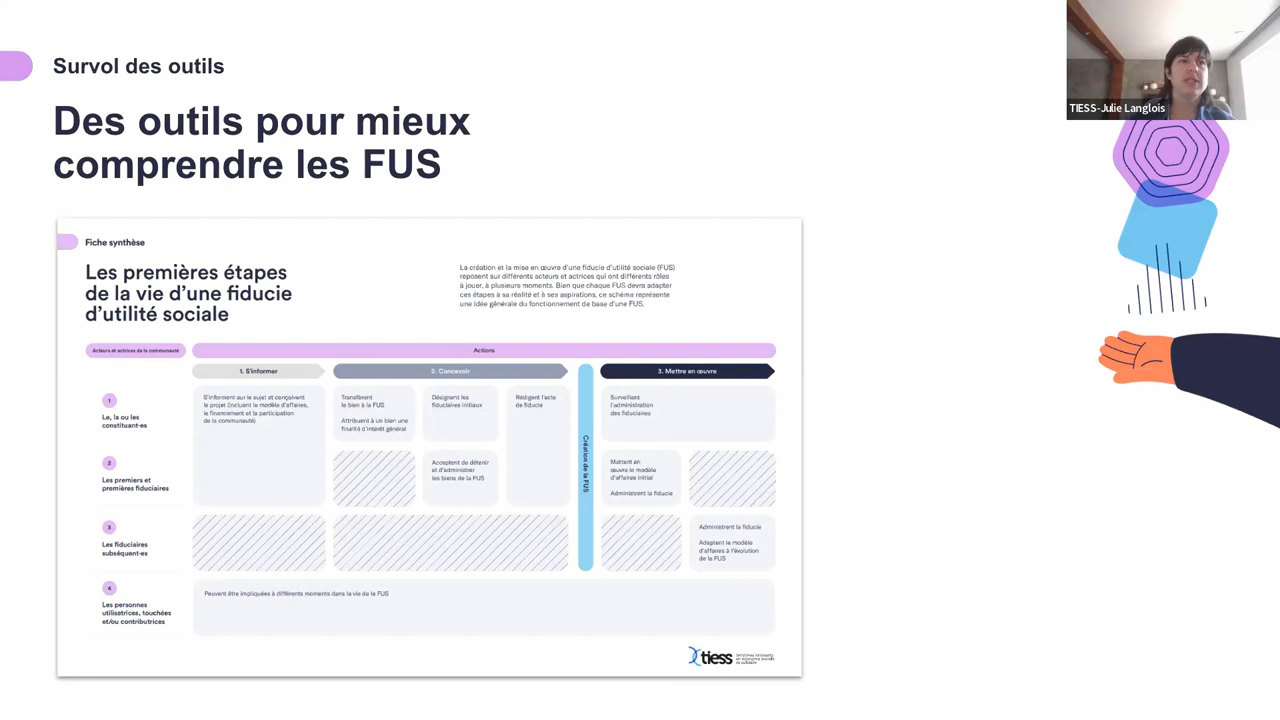 Survol des outils
TIESS-Julie Langlois
Des outils pour mieux
comprendre les FUS
Fiche synthèse
Les premières étapes
de la vie d'une fiducie
d'utilité sociale
La création et la mise en œuvre d'une fiducie d'utilité sociale (FUS)
reposent sur différents acteurs et actrices qui ont différents rôles
à jouer, à plusieurs moments. Bien que chaque FUS devra adapter
ces étapes à sa réalité et à ses aspirations, ce schéma représente
une idée générale du fonctionnement de base d'une FUS.
Acteurs et actrices de la communauté
Actions
1. S'informer
2. Concevoir
3. Mettre en œuvre
1
Le, la ou les
constituant·es
S'informent sur le sujet et conçoivent
le projet (incluant le modèle d'affaires,
le financement et la participation
de la communauté)
Transfèrent
le bien à la FUS
Attribuent à un bien une
finalité d'intérêt général
Désignent les
fiduciaires initiaux
Rédigent l'acte
de fiducie
Création de la FUS
Surveillent
l'administration
des fiduciaires
2
Les premiers et
premières fiduciaires
Acceptent de détenir
et d'administrer
les biens de la FUS
Mettent en
œuvre le modèle
d'affaires initial
Administrent la fiducie
3
Les fiduciaires
subséquent·es
Administrent la fiducie
Adaptent le modèle
d'affaires à l'évolution
de la FUS
4
Les personnes
utilisatrices, touchées
et/ou contributrices
Peuvent être impliquées à différents moments dans la vie de la FUS
tiess